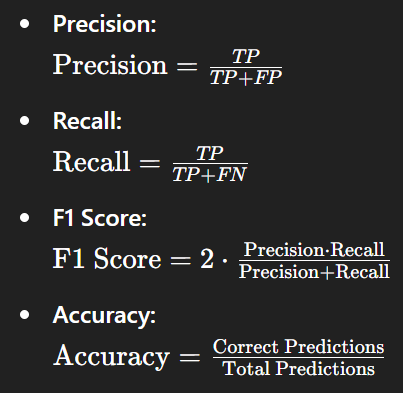 • Precision:
Precision = TP / TP+FP
• Recall:
Recall = TP / TP+FN
• F1 Score:
F1 Score = 2 · Precision·Recall / Precision+Recall
• Accuracy:
Accuracy = Correct Predictions / Total Predictions